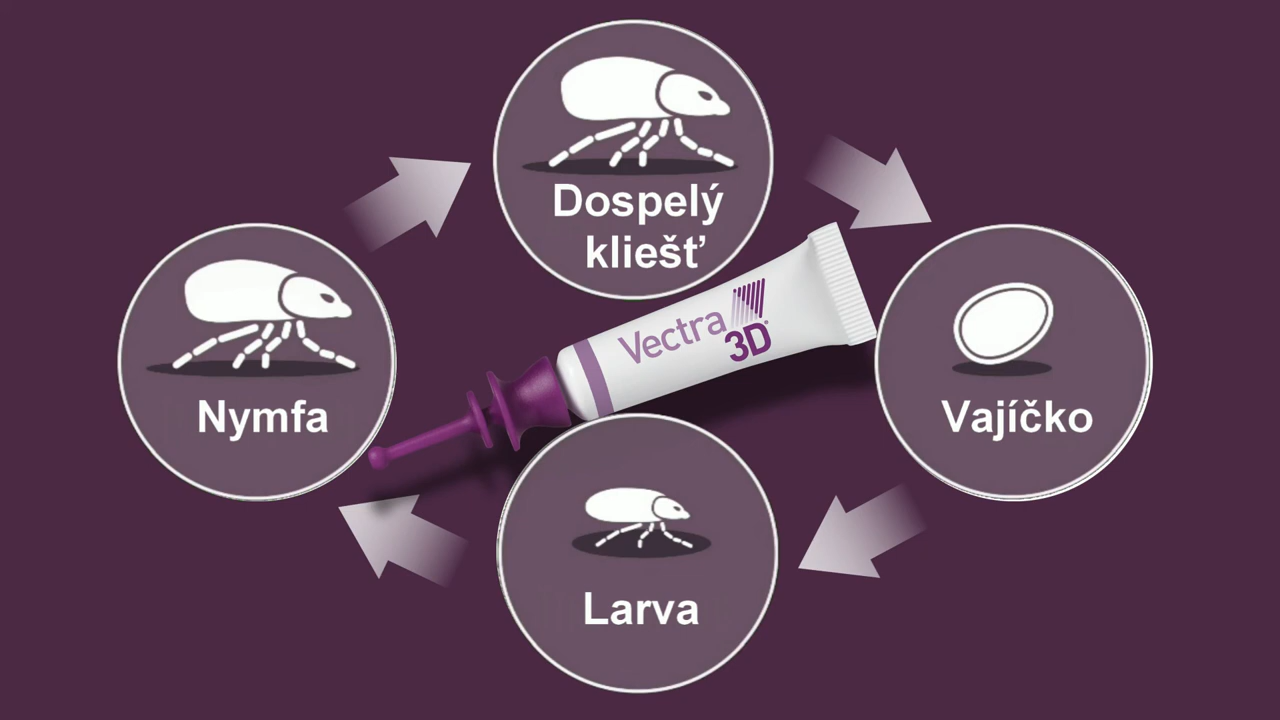 Dospelý
kliešť
Vectra
3D
Nymfa
Vajíčko
Larva